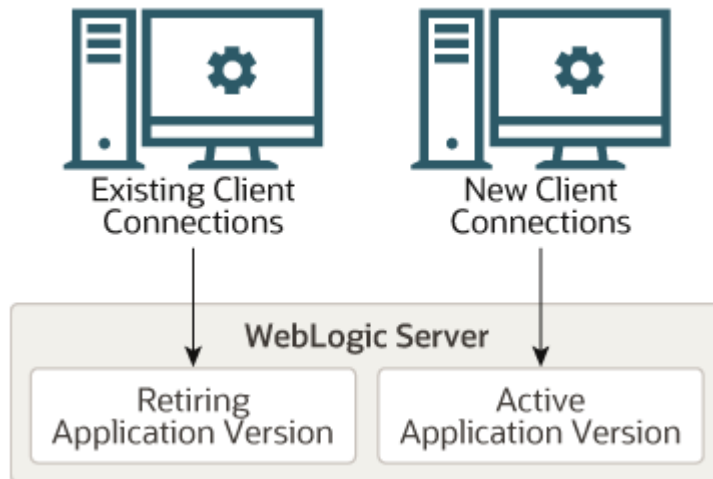 Existing Client
Connections
New Client
Connections
WebLogic Server
Retiring
Application Version
Active
Application Version